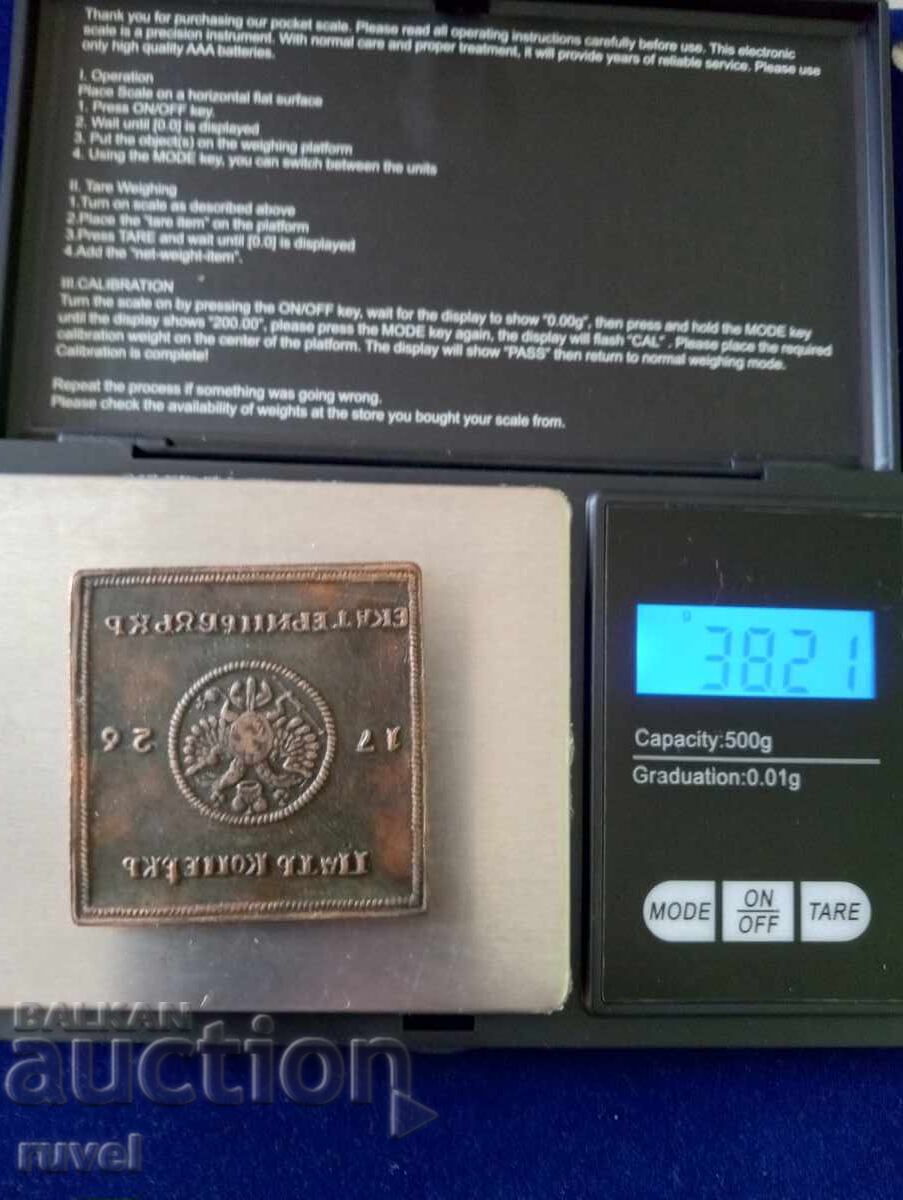 Thank you for purchasing our pocket scale. Please read all operating instructions carefully before use. This electronic
scale is a precision instrument. With normal care and proper treatment, it will provide years of reliable service. Please use
only high quality AAA batteries.
I. Operation
Place Scale on a horizontal flat surface
1. Press ON/OFF key.
2. Wait until [0.0] is displayed
3. Put the object(s) on the weighing platform
4. Using the MODE key, you can switch between the units
II. Tare Weighing
1.Turn on scale as described above
2.Place the "tare item" on the platform
3.Press TARE and wait until [0.0] is displayed
4.Add the "net-weight-item".
III.CALIBRATION
Turn the scale on by pressing the ON/OFF key, wait for the display to show "0.00g", then press and hold the MODE key
until the display shows "200.00", please press the MODE key again, the display will flash "CAL" . Please place the required
calibration weight on the center of the platform. The display will show "PASS" then return to normal weighing mode.
Calibration is complete!
Repeat the process if something was going wrong.
Please check the availability of weights at the store you bought your scale from.
17 26
ПѧТЬ КОПЕЕКЬ
g
38.21
Capacity:500g
Graduation:0.01g
MODE
ON
OFF
TARE
BALKAN
auction
ruvel